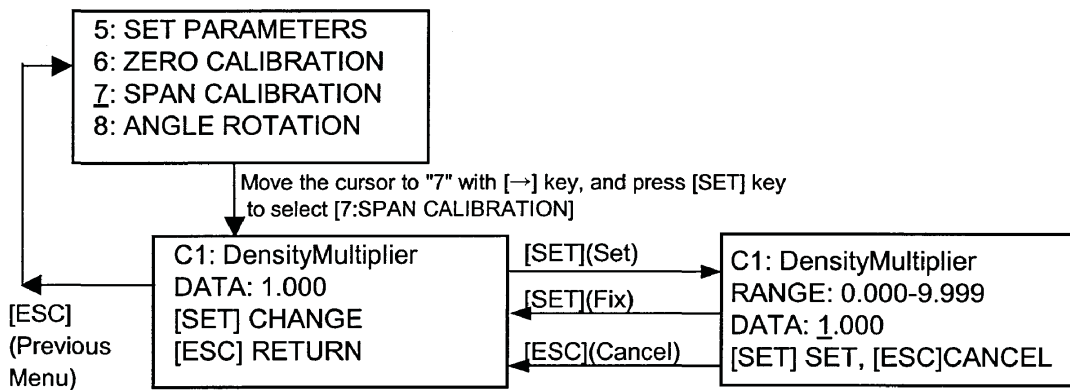 5: SET PARAMETERS
6: ZERO CALIBRATION
7: SPAN CALIBRATION
8: ANGLE ROTATION
Move the cursor to "7" with [→] key, and press [SET] key
to select [7:SPAN CALIBRATION]
C1: DensityMultiplier
DATA: 1.000
[SET] CHANGE
[ESC] RETURN
[ESC]
(Previous
Menu)
[SET](Set)
[SET](Fix)
[ESC](Cancel)
C1: DensityMultiplier
RANGE: 0.000-9.999
DATA: 1.000
[SET] SET, [ESC]CANCEL